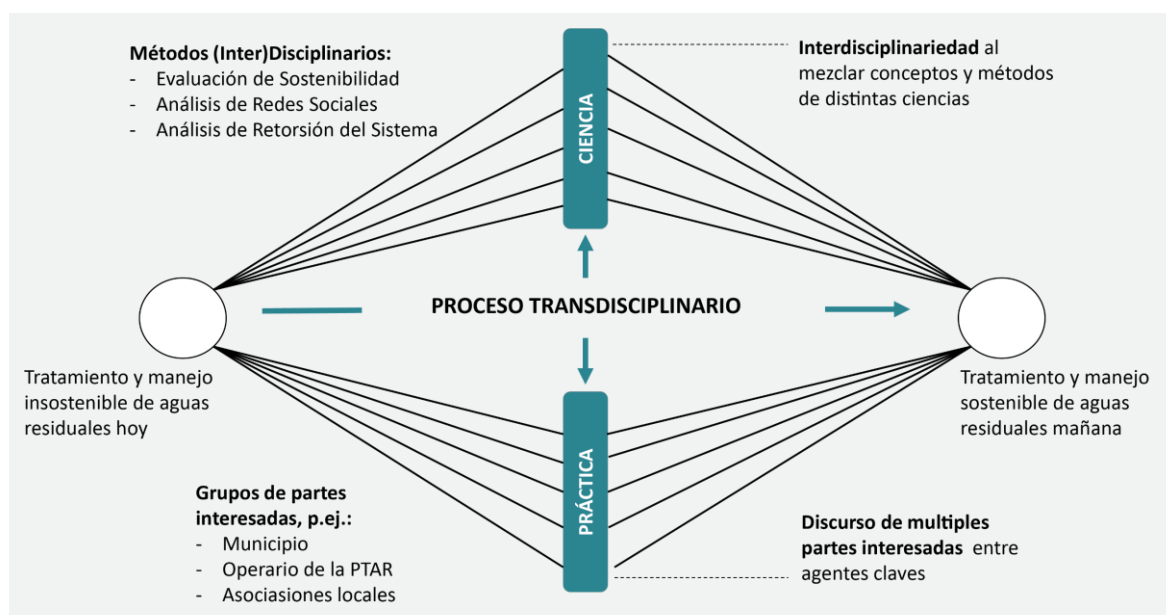 Métodos (Inter)Disciplinarios:
- Evaluación de Sostenibilidad
- Análisis de Redes Sociales
- Análisis de Retorsión del Sistema
CIENCIA
Interdisciplinariedad al
mezclar conceptos y métodos
de distintas ciencias
PROCESO TRANSDISCIPLINARIO
Tratamiento y manejo
insostenible de aguas
residuales hoy
Tratamiento y manejo
sostenible de aguas
residuales mañana
Grupos de partes
interesadas, p.ej.:
- Municipio
- Operario de la PTAR
- Asociasiones locales
PRÁCTICA
Discurso de multiples
partes interesadas entre
agentes claves